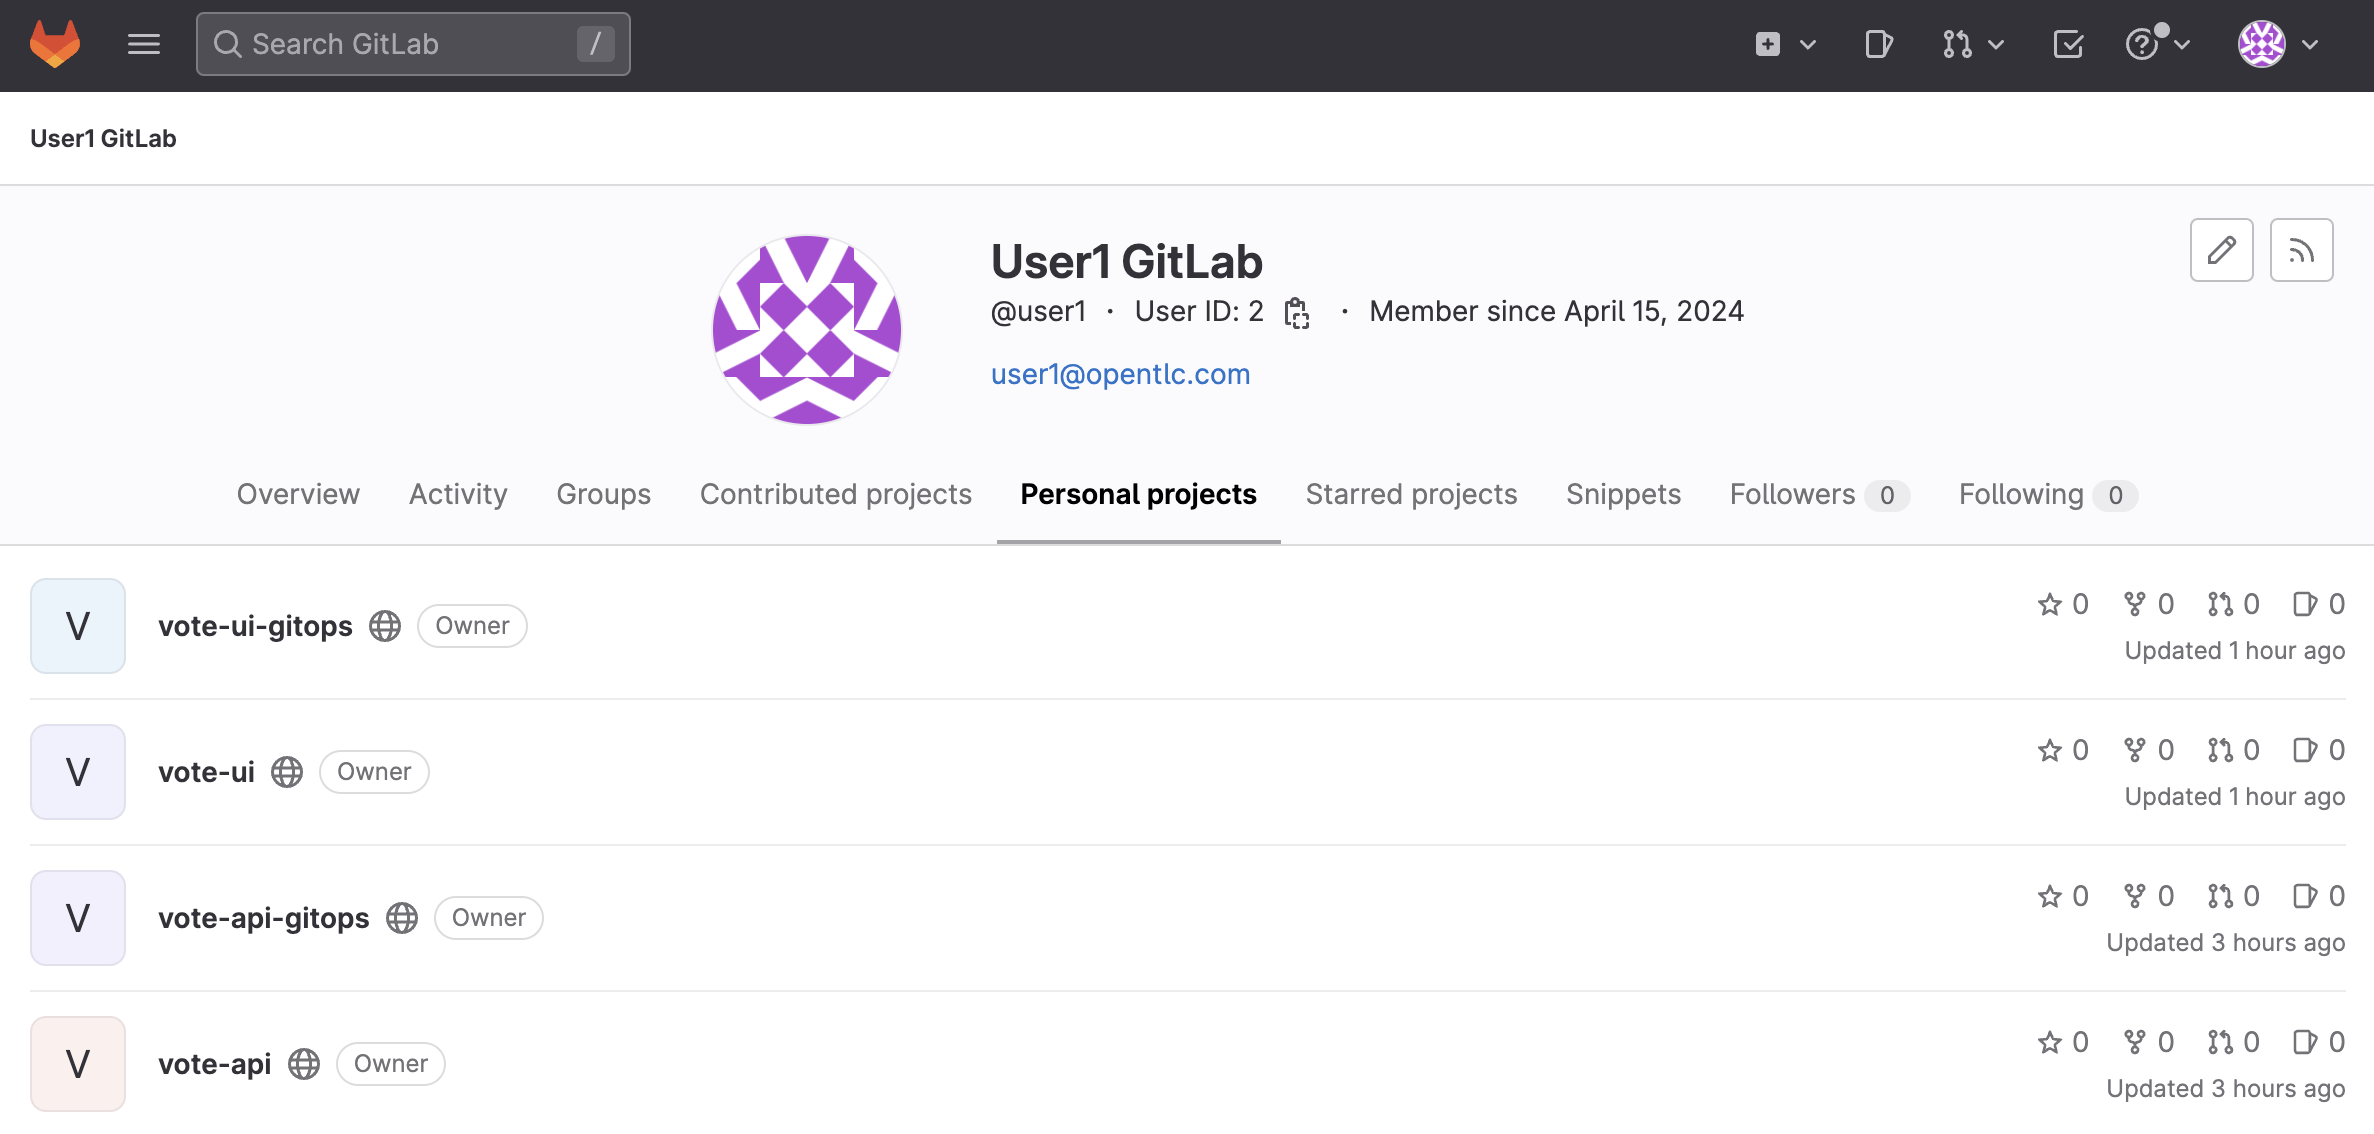 Search GitLab /
User1 GitLab
User1 GitLab
@user1 · User ID: 2 · Member since April 15, 2024
user1@opentlc.com
Overview Activity Groups Contributed projects Personal projects Starred projects Snippets Followers 0 Following 0
V vote-ui-gitops Owner 0 0 0 0
Updated 1 hour ago
V vote-ui Owner 0 0 0 0
Updated 1 hour ago
V vote-api-gitops Owner 0 0 0 0
Updated 3 hours ago
V vote-api Owner 0 0 0 0
Updated 3 hours ago